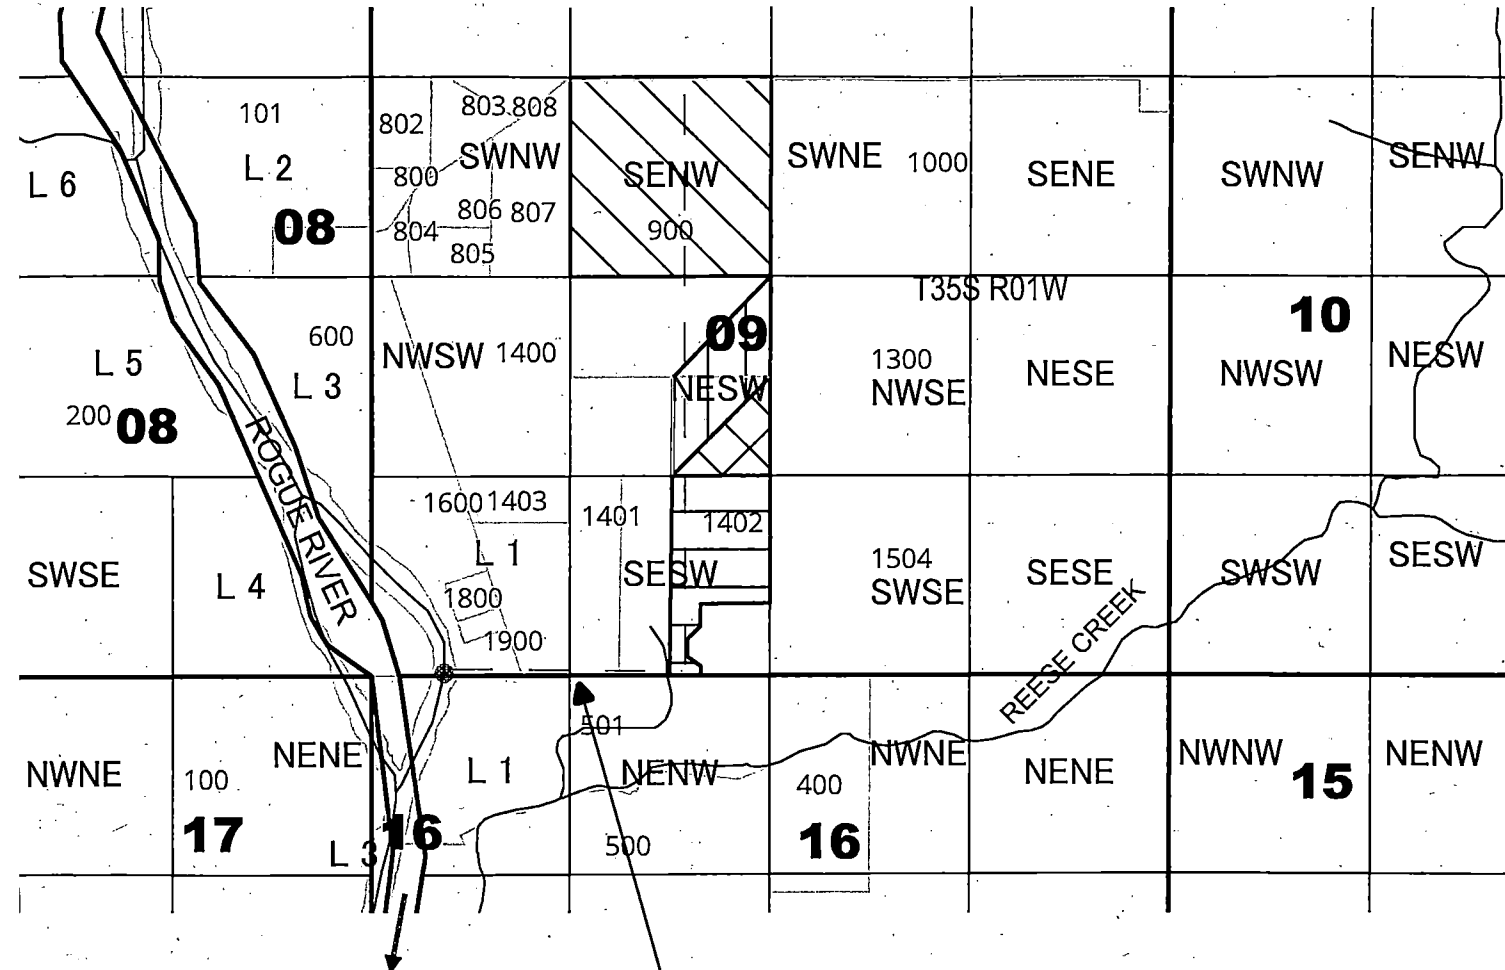 101
802
803 808
SWNW
SENW
SWNE
1000
SENE
SWNW
SENW
L 6
L 2
800
08
806 807
804
805
900
T35S R01W
10
09
600
L 5
L 3
NWSW 1400
NESW
1300
NWSE
NESE
NWSW
NESW
200 08
ROGUE RIVER
1600 1403
1401
1402
L 1
SWSE
L 4
SESW
1504
SWSE
SESE
SWSW
SESW
1800
1900
REESE CREEK
501
NWNE
100
NENE
L 1
NENW
400
NWNE
NENE
NWNW
NENW
15
17
L 3
16
500
16